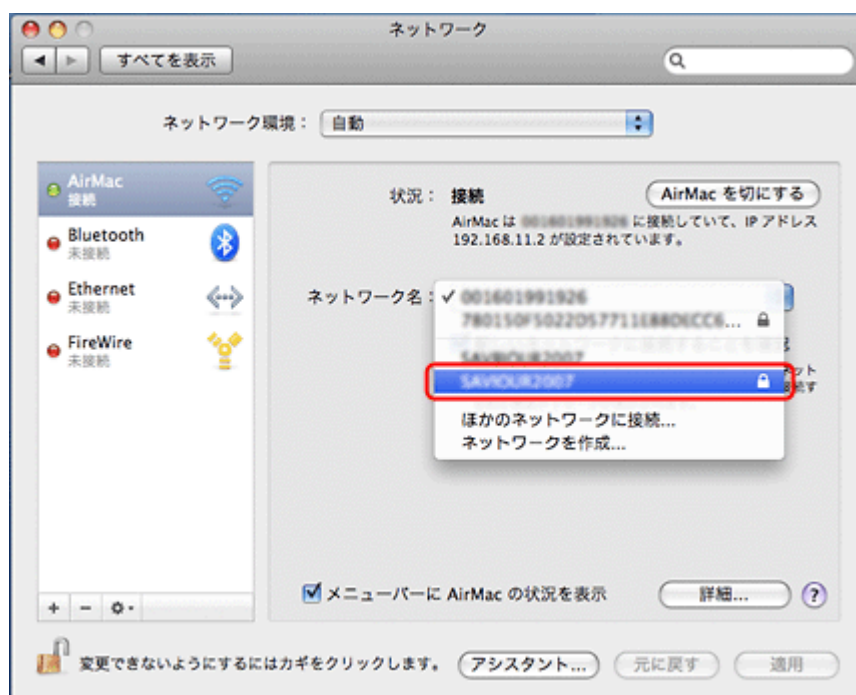 ネットワーク
すべてを表示
ネットワーク環境： 自動
AirMac
接続
Bluetooth
未接続
Ethernet
未接続
FireWire
未接続
状況： 接続
AirMac を切にする
AirMac は に接続していて、IP アドレス
192.168.11.2 が設定されています。
ネットワーク名：
ほかのネットワークに接続...
ネットワークを作成...
メニューバーに AirMac の状況を表示
詳細...
?
変更できないようにするにはカギをクリックします。
アシスタント...
元に戻す
適用